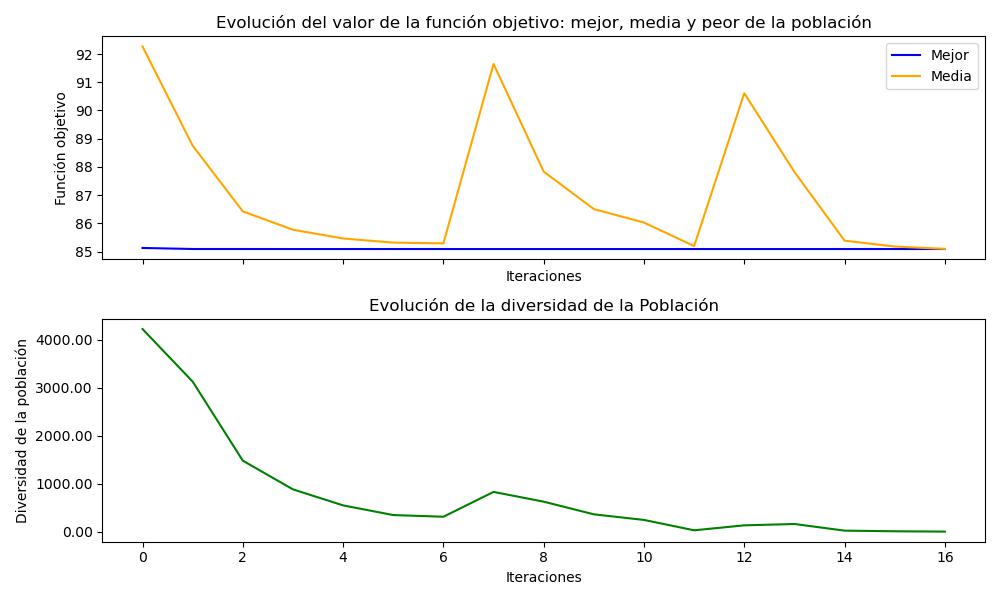 Evolución del valor de la función objetivo: mejor, media y peor de la población
Función objetivo
92
91
90
89
88
87
86
85
Mejor
Media
Iteraciones
Evolución de la diversidad de la Población
Diversidad de la población
4000.00
3000.00
2000.00
1000.00
0.00
0 2 4 6 8 10 12 14 16
Iteraciones